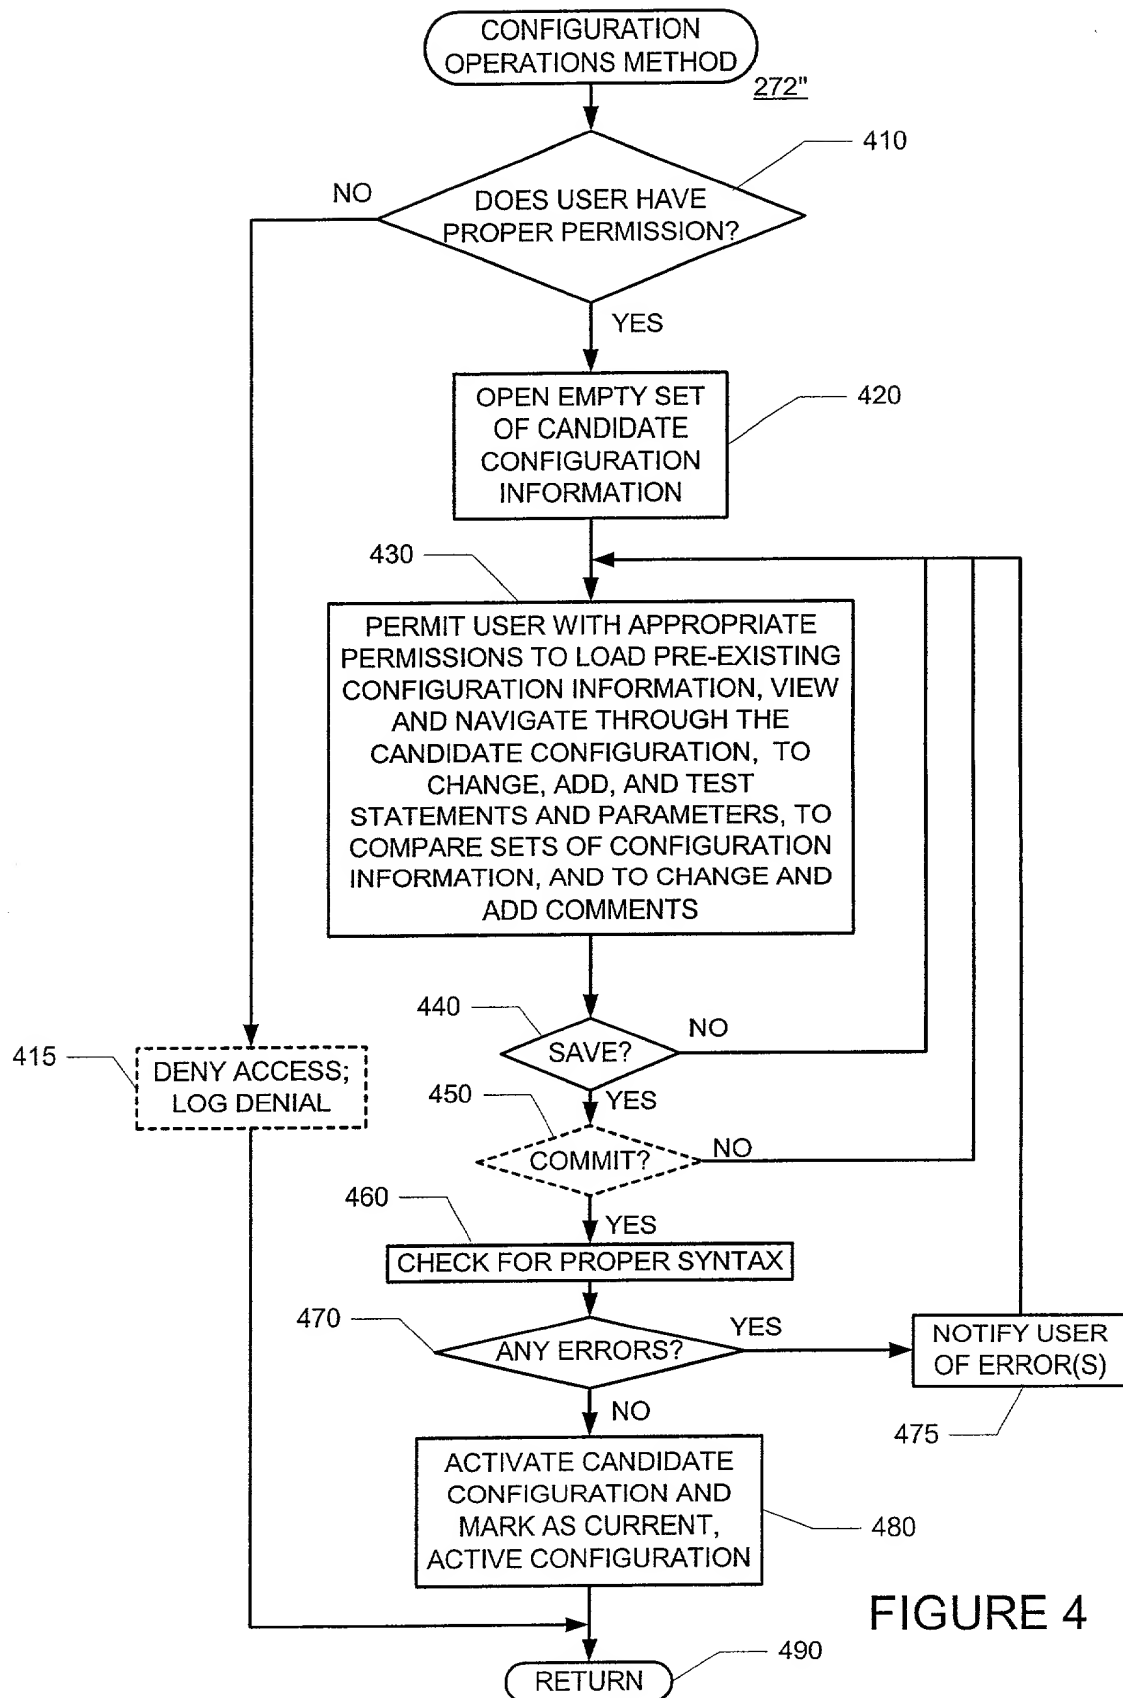 CONFIGURATION
OPERATIONS METHOD
272"
410
NO
DOES USER HAVE
PROPER PERMISSION?
YES
OPEN EMPTY SET
OF CANDIDATE
CONFIGURATION
INFORMATION
420
430
PERMIT USER WITH APPROPRIATE
PERMISSIONS TO LOAD PRE-EXISTING
CONFIGURATION INFORMATION, VIEW
AND NAVIGATE THROUGH THE
CANDIDATE CONFIGURATION, TO
CHANGE, ADD, AND TEST
STATEMENTS AND PARAMETERS, TO
COMPARE SETS OF CONFIGURATION
INFORMATION, AND TO CHANGE AND
ADD COMMENTS
440
SAVE?
NO
415
DENY ACCESS;
LOG DENIAL
YES
450
COMMIT?
NO
YES
460
CHECK FOR PROPER SYNTAX
470
ANY ERRORS?
YES
NOTIFY USER
OF ERROR(S)
475
NO
ACTIVATE CANDIDATE
CONFIGURATION AND
MARK AS CURRENT,
ACTIVE CONFIGURATION
480
FIGURE 4
490
RETURN